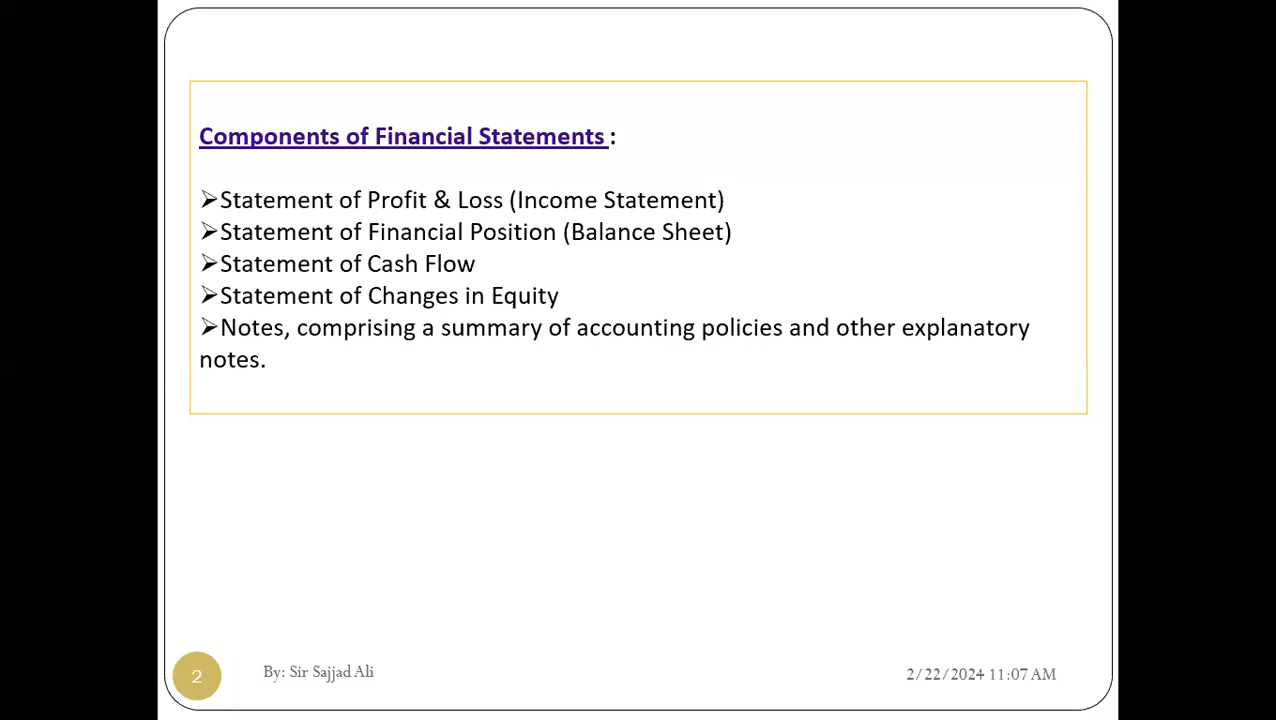 Components of Financial Statements :
➢Statement of Profit & Loss (Income Statement)
➢Statement of Financial Position (Balance Sheet)
➢Statement of Cash Flow
➢Statement of Changes in Equity
➢Notes, comprising a summary of accounting policies and other explanatory
notes.
2
By: Sir Sajjad Ali
2/22/2024 11:07 AM